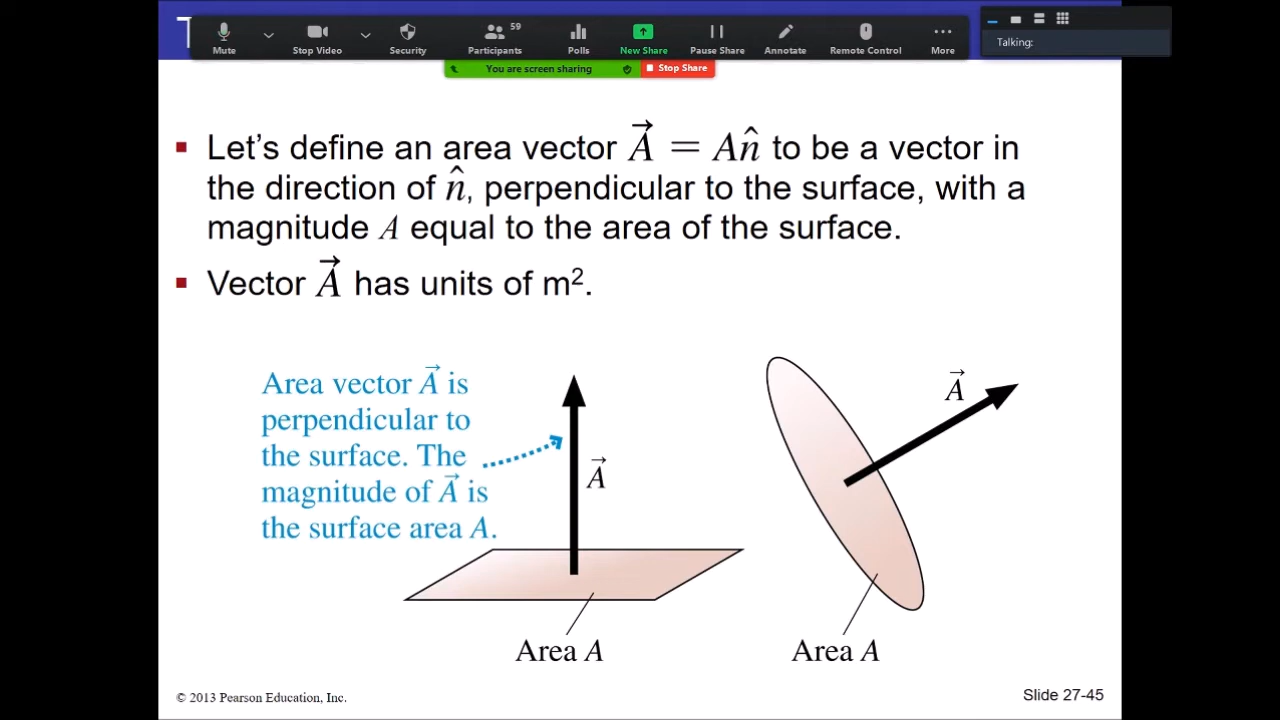 T
59
Mute
Stop Video
Security
Participants
Polls
New Share
Pause Share
Annotate
Remote Control
More
Talking:
You are screen sharing
Stop Share
▪ Let's define an area vector A⃗ = An̂ to be a vector in
the direction of n̂, perpendicular to the surface, with a
magnitude A equal to the area of the surface.
▪ Vector A⃗ has units of m².
Area vector A⃗ is
perpendicular to
the surface. The
magnitude of A⃗ is
the surface area A.
A⃗
Area A
A⃗
Area A
© 2013 Pearson Education, Inc.
Slide 27-45